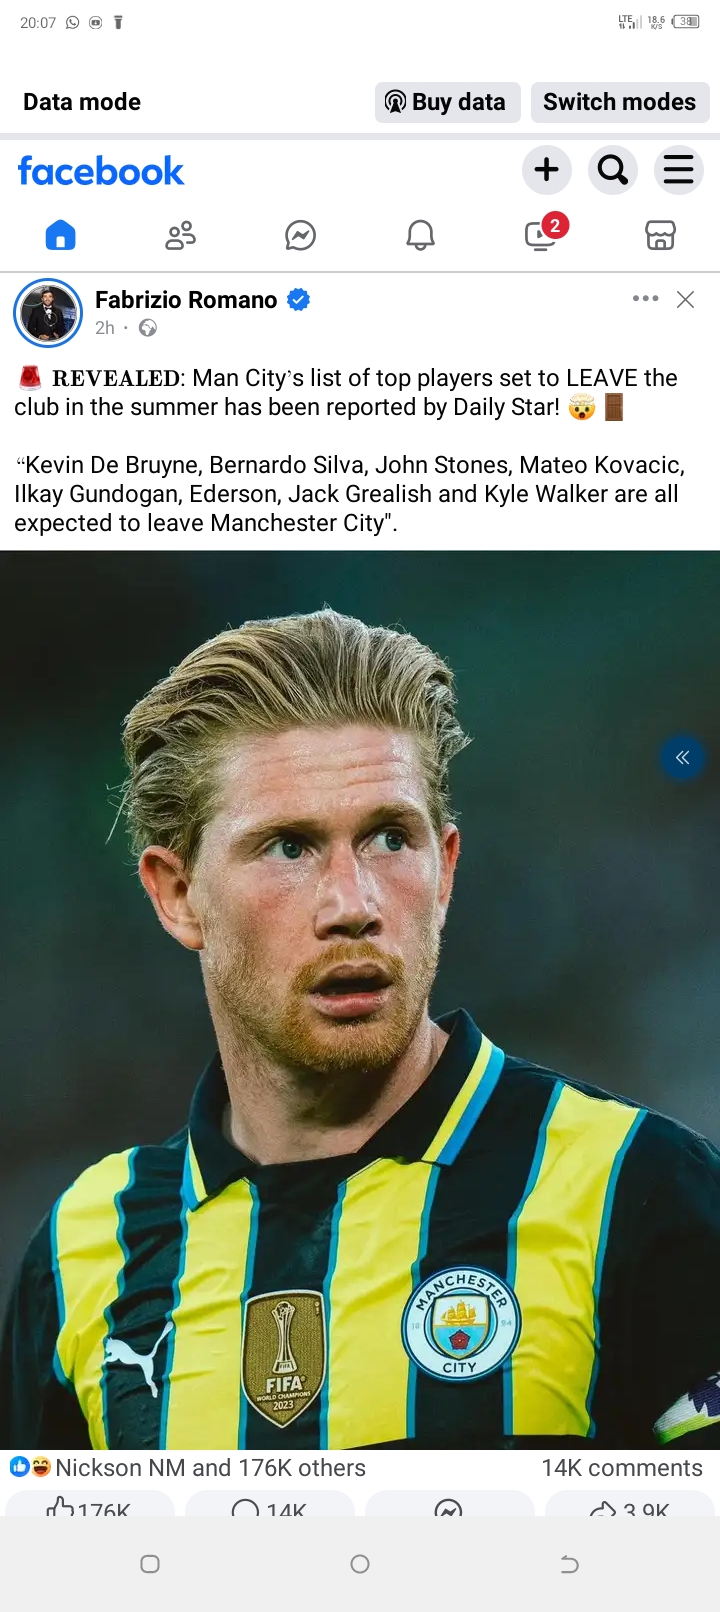 20:07
LTE
18.6
K/S
38
Data mode
Buy data
Switch modes
facebook
2
Fabrizio Romano
2h ·
🚨 𝐑𝐄𝐕𝐄𝐀𝐋𝐄𝐃: Man City’s list of top players set to LEAVE the
club in the summer has been reported by Daily Star! 🤯🚪
“Kevin De Bruyne, Bernardo Silva, John Stones, Mateo Kovacic,
Ilkay Gundogan, Ederson, Jack Grealish and Kyle Walker are all
expected to leave Manchester City".
MANCHESTER
18 94
CITY
FIFA
FIFA
WORLD CHAMPIONS
2023
Nickson NM and 176K others
14K comments
176K
14K
3.9K